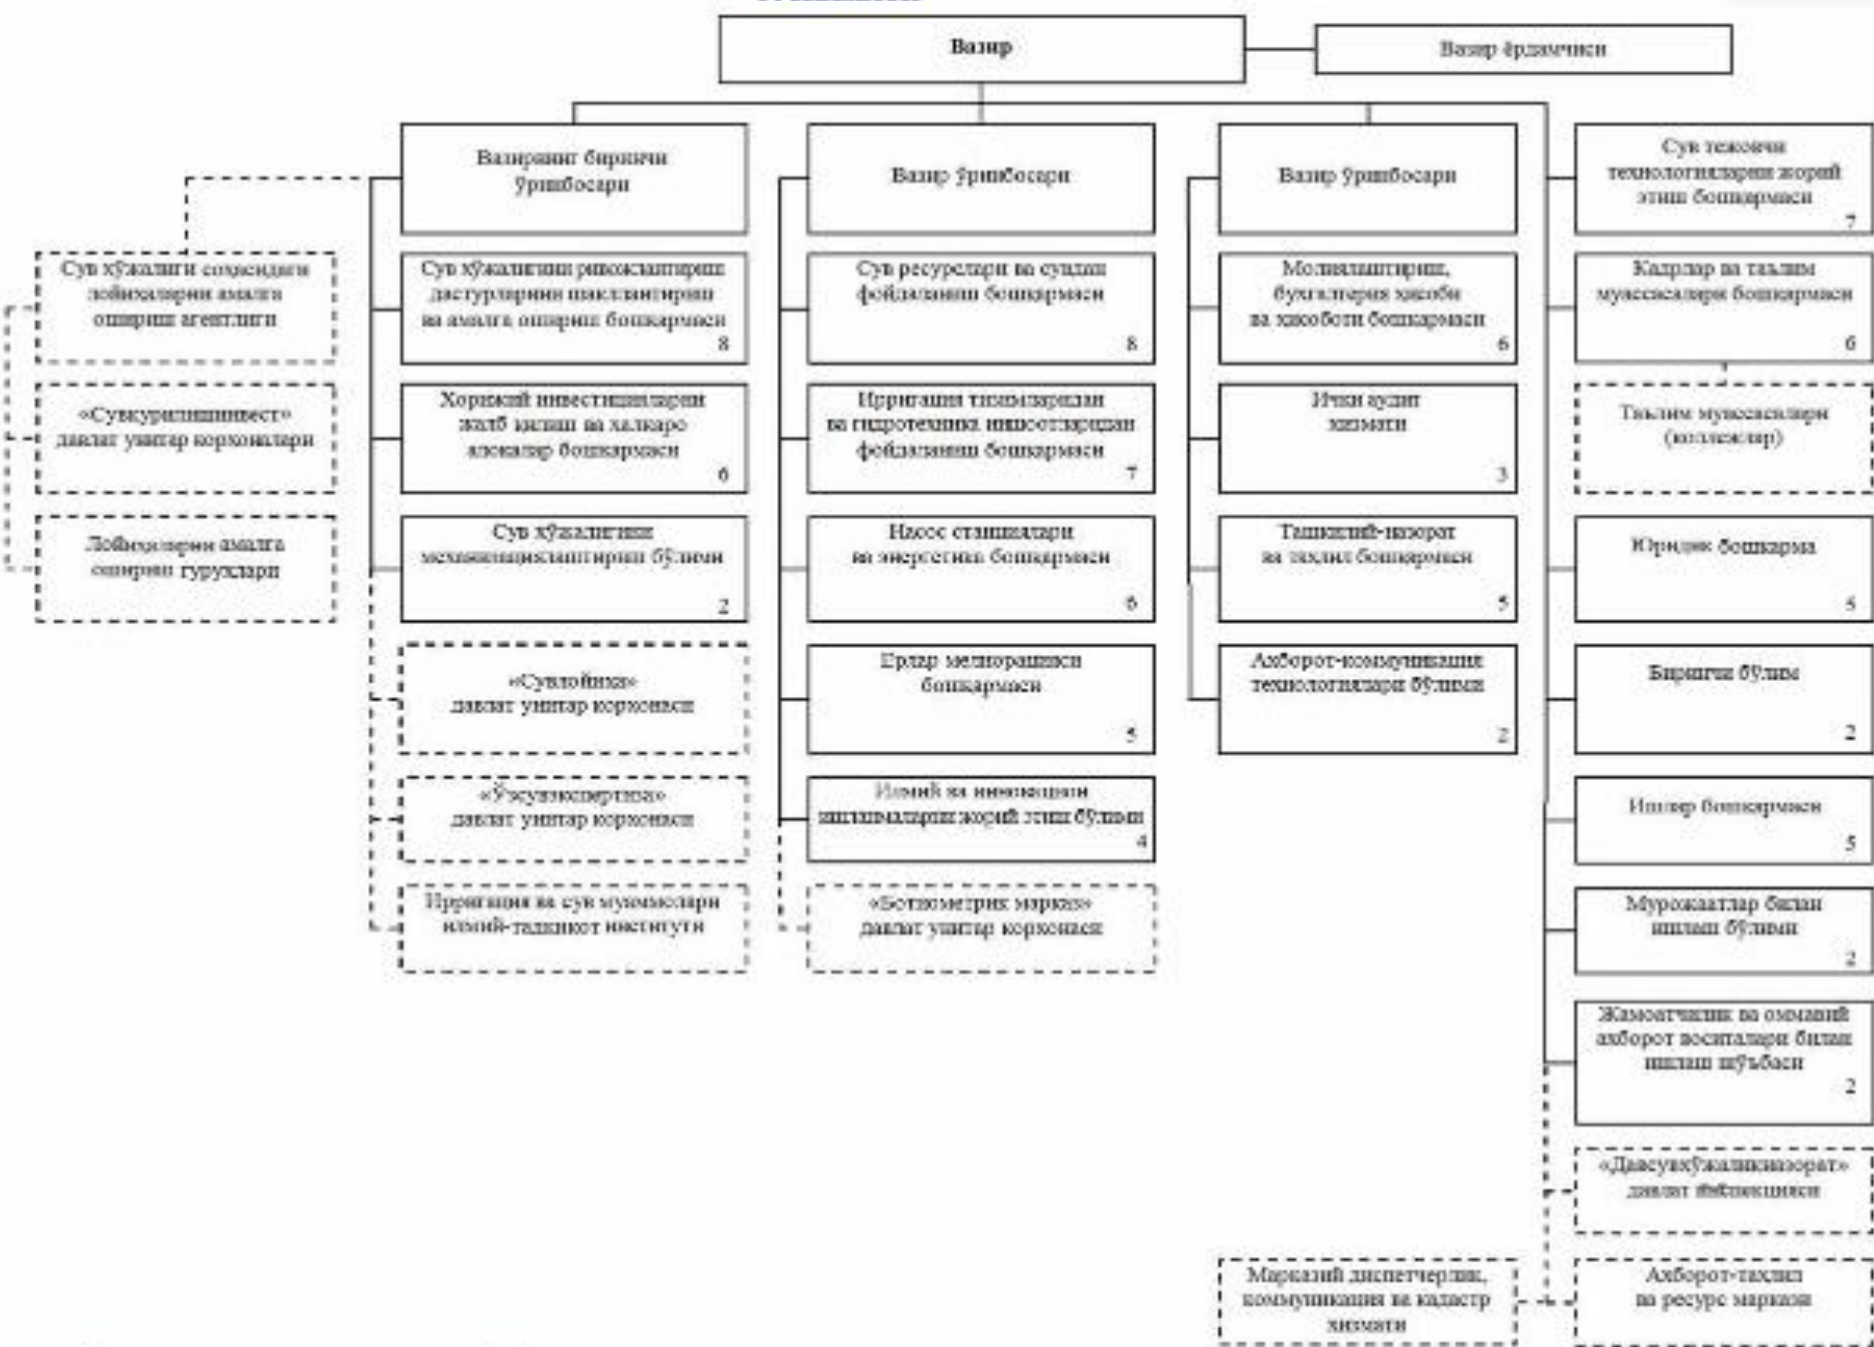 Вазир
Вазир ёрдамчиси
Вазирнинг биринчи
ўринбосари
Вазир ўринбосари
Вазир ўринбосари
Сув тежовчи
технологияларни жорий
этиш бошқармаси
7
Сув хўжалиги соҳасидаги
лойиҳаларни амалга
ошириш агентлиги
Сув хўжалигини ривожлантириш
дастурларини шакллантириш
ва амалга ошириш бошқармаси
8
Сув ресурслари ва сувдан
фойдаланиш бошқармаси
8
Молиялаштириш,
бухгалтерия ҳисоби
ва ҳисоботи бошқармаси
6
Кадрлар ва таълим
муассасалари бошқармаси
6
«Сувқурилишинвест»
давлат унитар корхоналари
Хорижий инвестицияларни
жалб қилиш ва халқаро
алоқалар бошқармаси
6
Ирригация тизимларидан
ва гидротехника иншоотларидан
фойдаланиш бошқармаси
7
Ички аудит
хизмати
3
Таълим муассасалари
(коллежлар)
Лойиҳаларни амалга
ошириш гуруҳлари
Сув хўжалигини
механизациялаштириш бўлими
2
Насос станциялари
ва энергетика бошқармаси
6
Ташкилий-назорат
ва таҳлил бошқармаси
5
Юридик бошқарма
5
«Сувлойиҳа»
давлат унитар корхонаси
Ерлар мелиорацияси
бошқармаси
5
Ахборот-коммуникация
технологиялари бўлими
2
Биринчи бўлим
2
«Ўзсувэкспертиза»
давлат унитар корхонаси
Илмий ва инновацион
ишланмаларни жорий этиш бўлими
4
Ишлар бошқармаси
5
Ирригация ва сув муаммолари
илмий-тадқиқот институти
«Ботиометрик марказ»
давлат унитар корхонаси
Мурожаатлар билан
ишлаш бўлими
2
Жамоатчилик ва оммавий
ахборот воситалари билан
ишлаш шўъбаси
2
«Давсувхўжаликназорат»
давлат инспекцияси
Марказий диспетчерлик,
коммуникация ва кадастр
хизмати
Ахборот-таҳлил
ва ресурс маркази